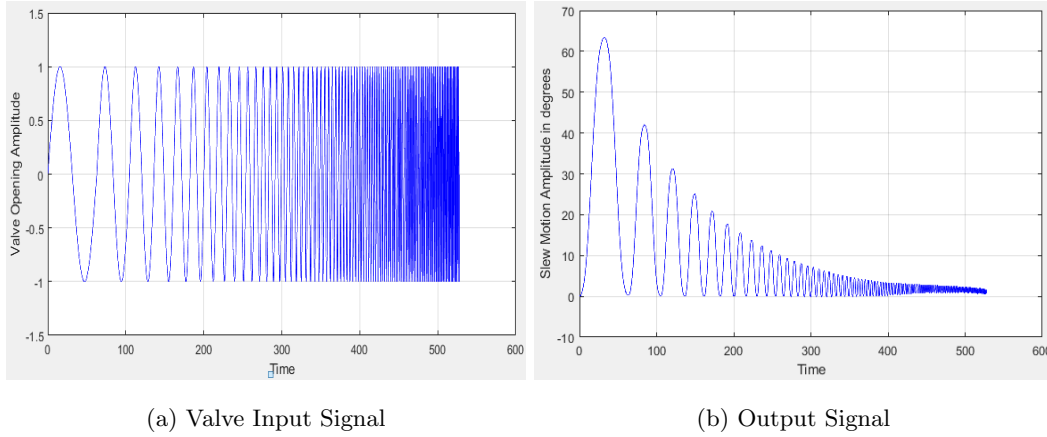 1.5
1
0.5
0
-0.5
-1
-1.5
0 100 200 300 400 500 600
Valve Opening Amplitude
Time
(a) Valve Input Signal
70
60
50
40
30
20
10
0
-10
0 100 200 300 400 500 600
Slew Motion Amplitude in degrees
Time
(b) Output Signal